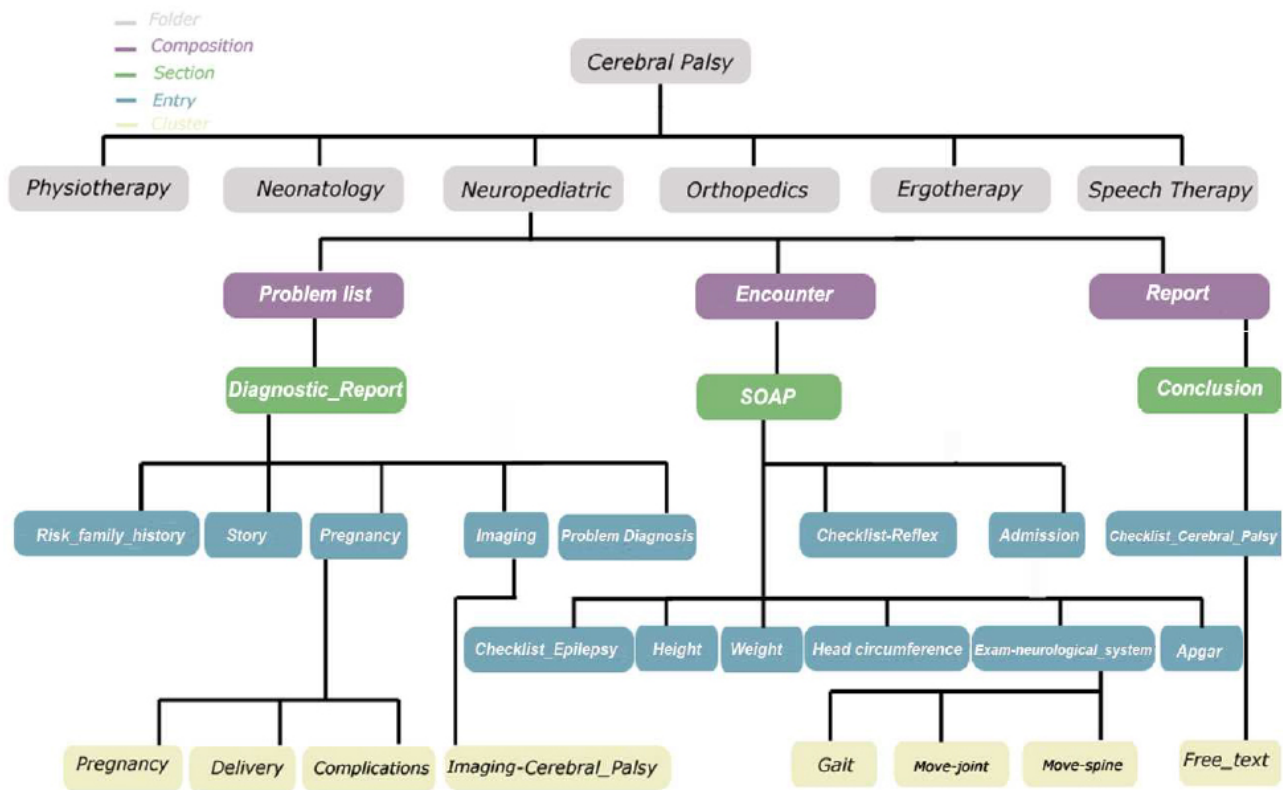 Folder
Composition
Section
Entry
Cluster
Cerebral Palsy
Physiotherapy
Neonatology
Neuropediatric
Orthopedics
Ergotherapy
Speech Therapy
Problem list
Encounter
Report
Diagnostic_Report
SOAP
Conclusion
Risk_family_history
Story
Pregnancy
Imaging
Problem Diagnosis
Checklist-Reflex
Admission
Checklist_Cerebral_Palsy
Checklist_Epilepsy
Height
Weight
Head circumference
Exam-neurological_system
Apgar
Pregnancy
Delivery
Complications
Imaging-Cerebral_Palsy
Gait
Move-joint
Move-spine
Free_text